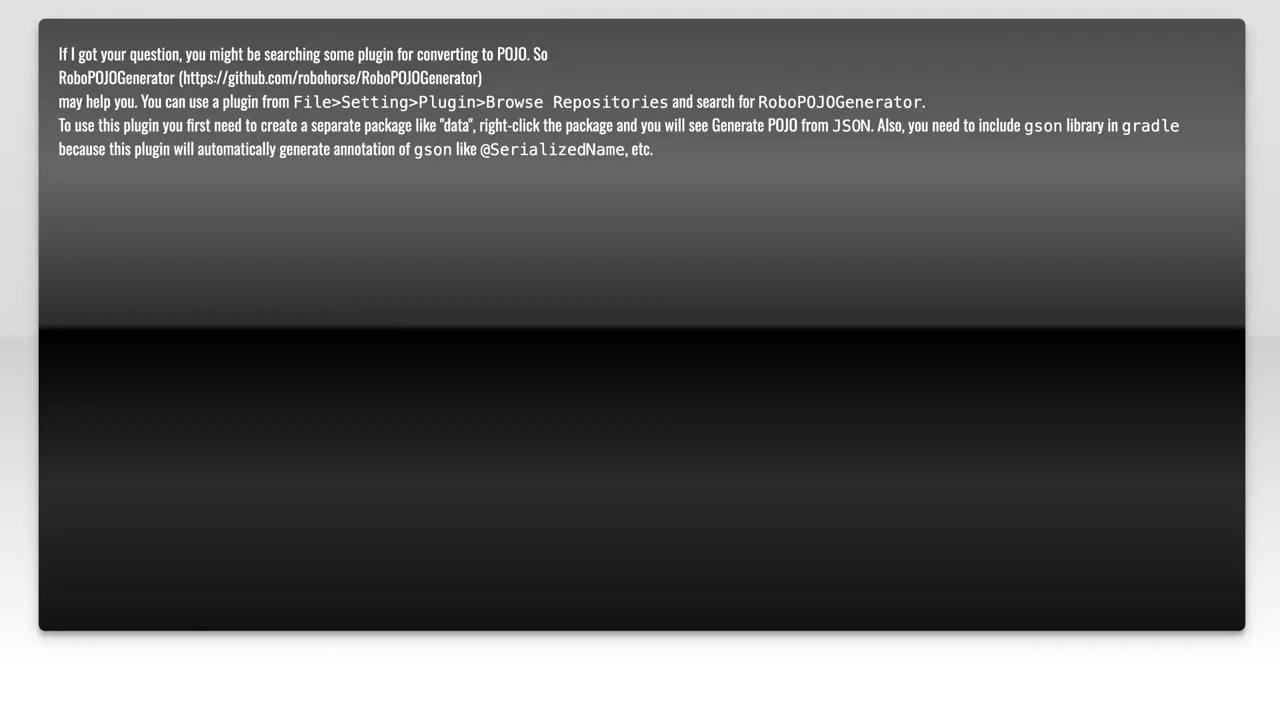 If I got your question, you might be searching some plugin for converting to POJO. So
RoboPOJOGenerator (https://github.com/robohorse/RoboPOJOGenerator)
may help you. You can use a plugin from File>Setting>Plugin>Browse Repositories and search for RoboPOJOGenerator.
To use this plugin you first need to create a separate package like "data", right-click the package and you will see Generate POJO from JSON. Also, you need to include gson library in gradle
because this plugin will automatically generate annotation of gson like @SerializedName, etc.